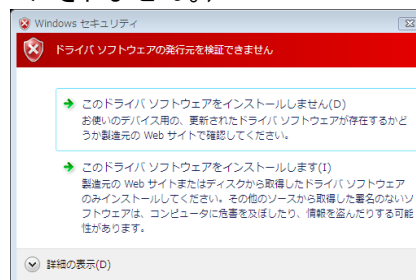 Windows セキュリティ
ドライバ ソフトウェアの発行元を検証できません
このドライバ ソフトウェアをインストールしません(D)
お使いのデバイス用の、更新されたドライバ ソフトウェアが存在するかど
うか製造元の Web サイトで確認してください。
このドライバ ソフトウェアをインストールします(I)
製造元の Web サイトまたはディスクから取得したドライバ ソフトウェア
のみインストールしてください。その他のソースから取得した署名のないソ
フトウェアは、コンピュータに危害を及ぼしたり、情報を盗んだりする可能
性があります。
詳細の表示(D)